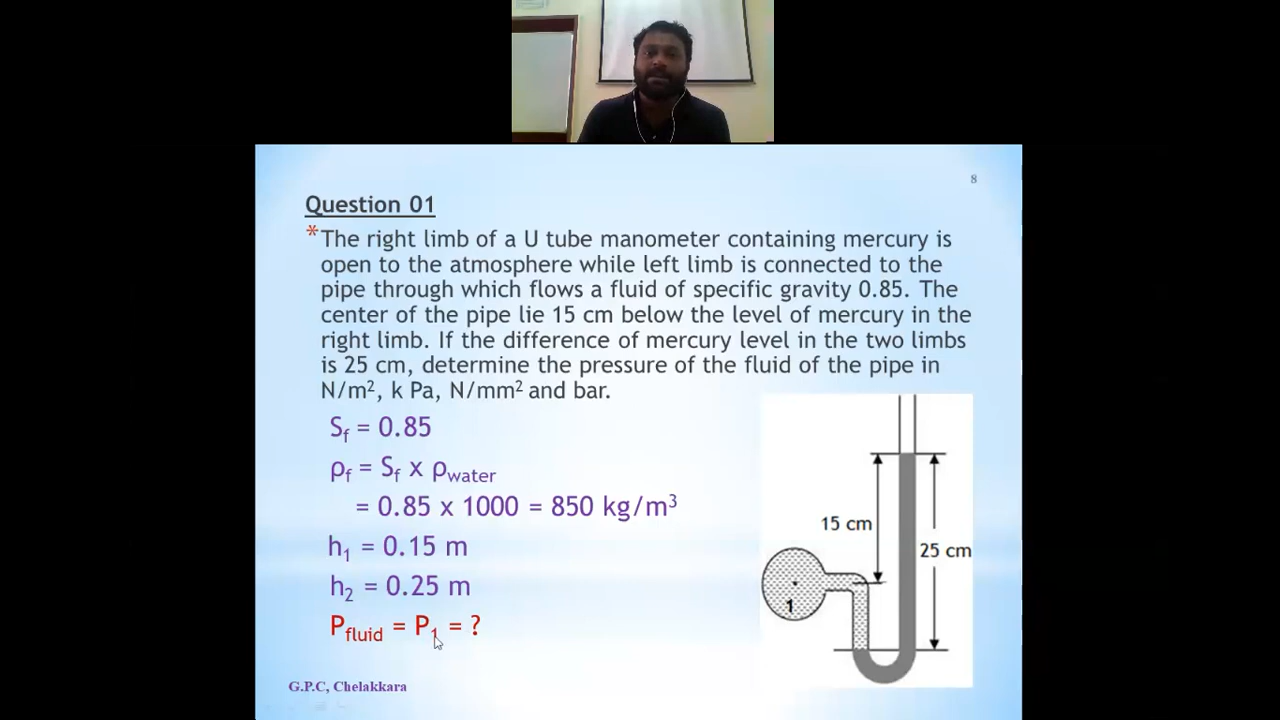 8
Question 01
*The right limb of a U tube manometer containing mercury is
open to the atmosphere while left limb is connected to the
pipe through which flows a fluid of specific gravity 0.85. The
center of the pipe lie 15 cm below the level of mercury in the
right limb. If the difference of mercury level in the two limbs
is 25 cm, determine the pressure of the fluid of the pipe in
N/m², k Pa, N/mm² and bar.
S_f = 0.85
ρ_f = S_f x ρ_water
= 0.85 x 1000 = 850 kg/m³
h₁ = 0.15 m
h₂ = 0.25 m
P_fluid = P₁ = ?
15 cm
25 cm
1
G.P.C, Chelakkara